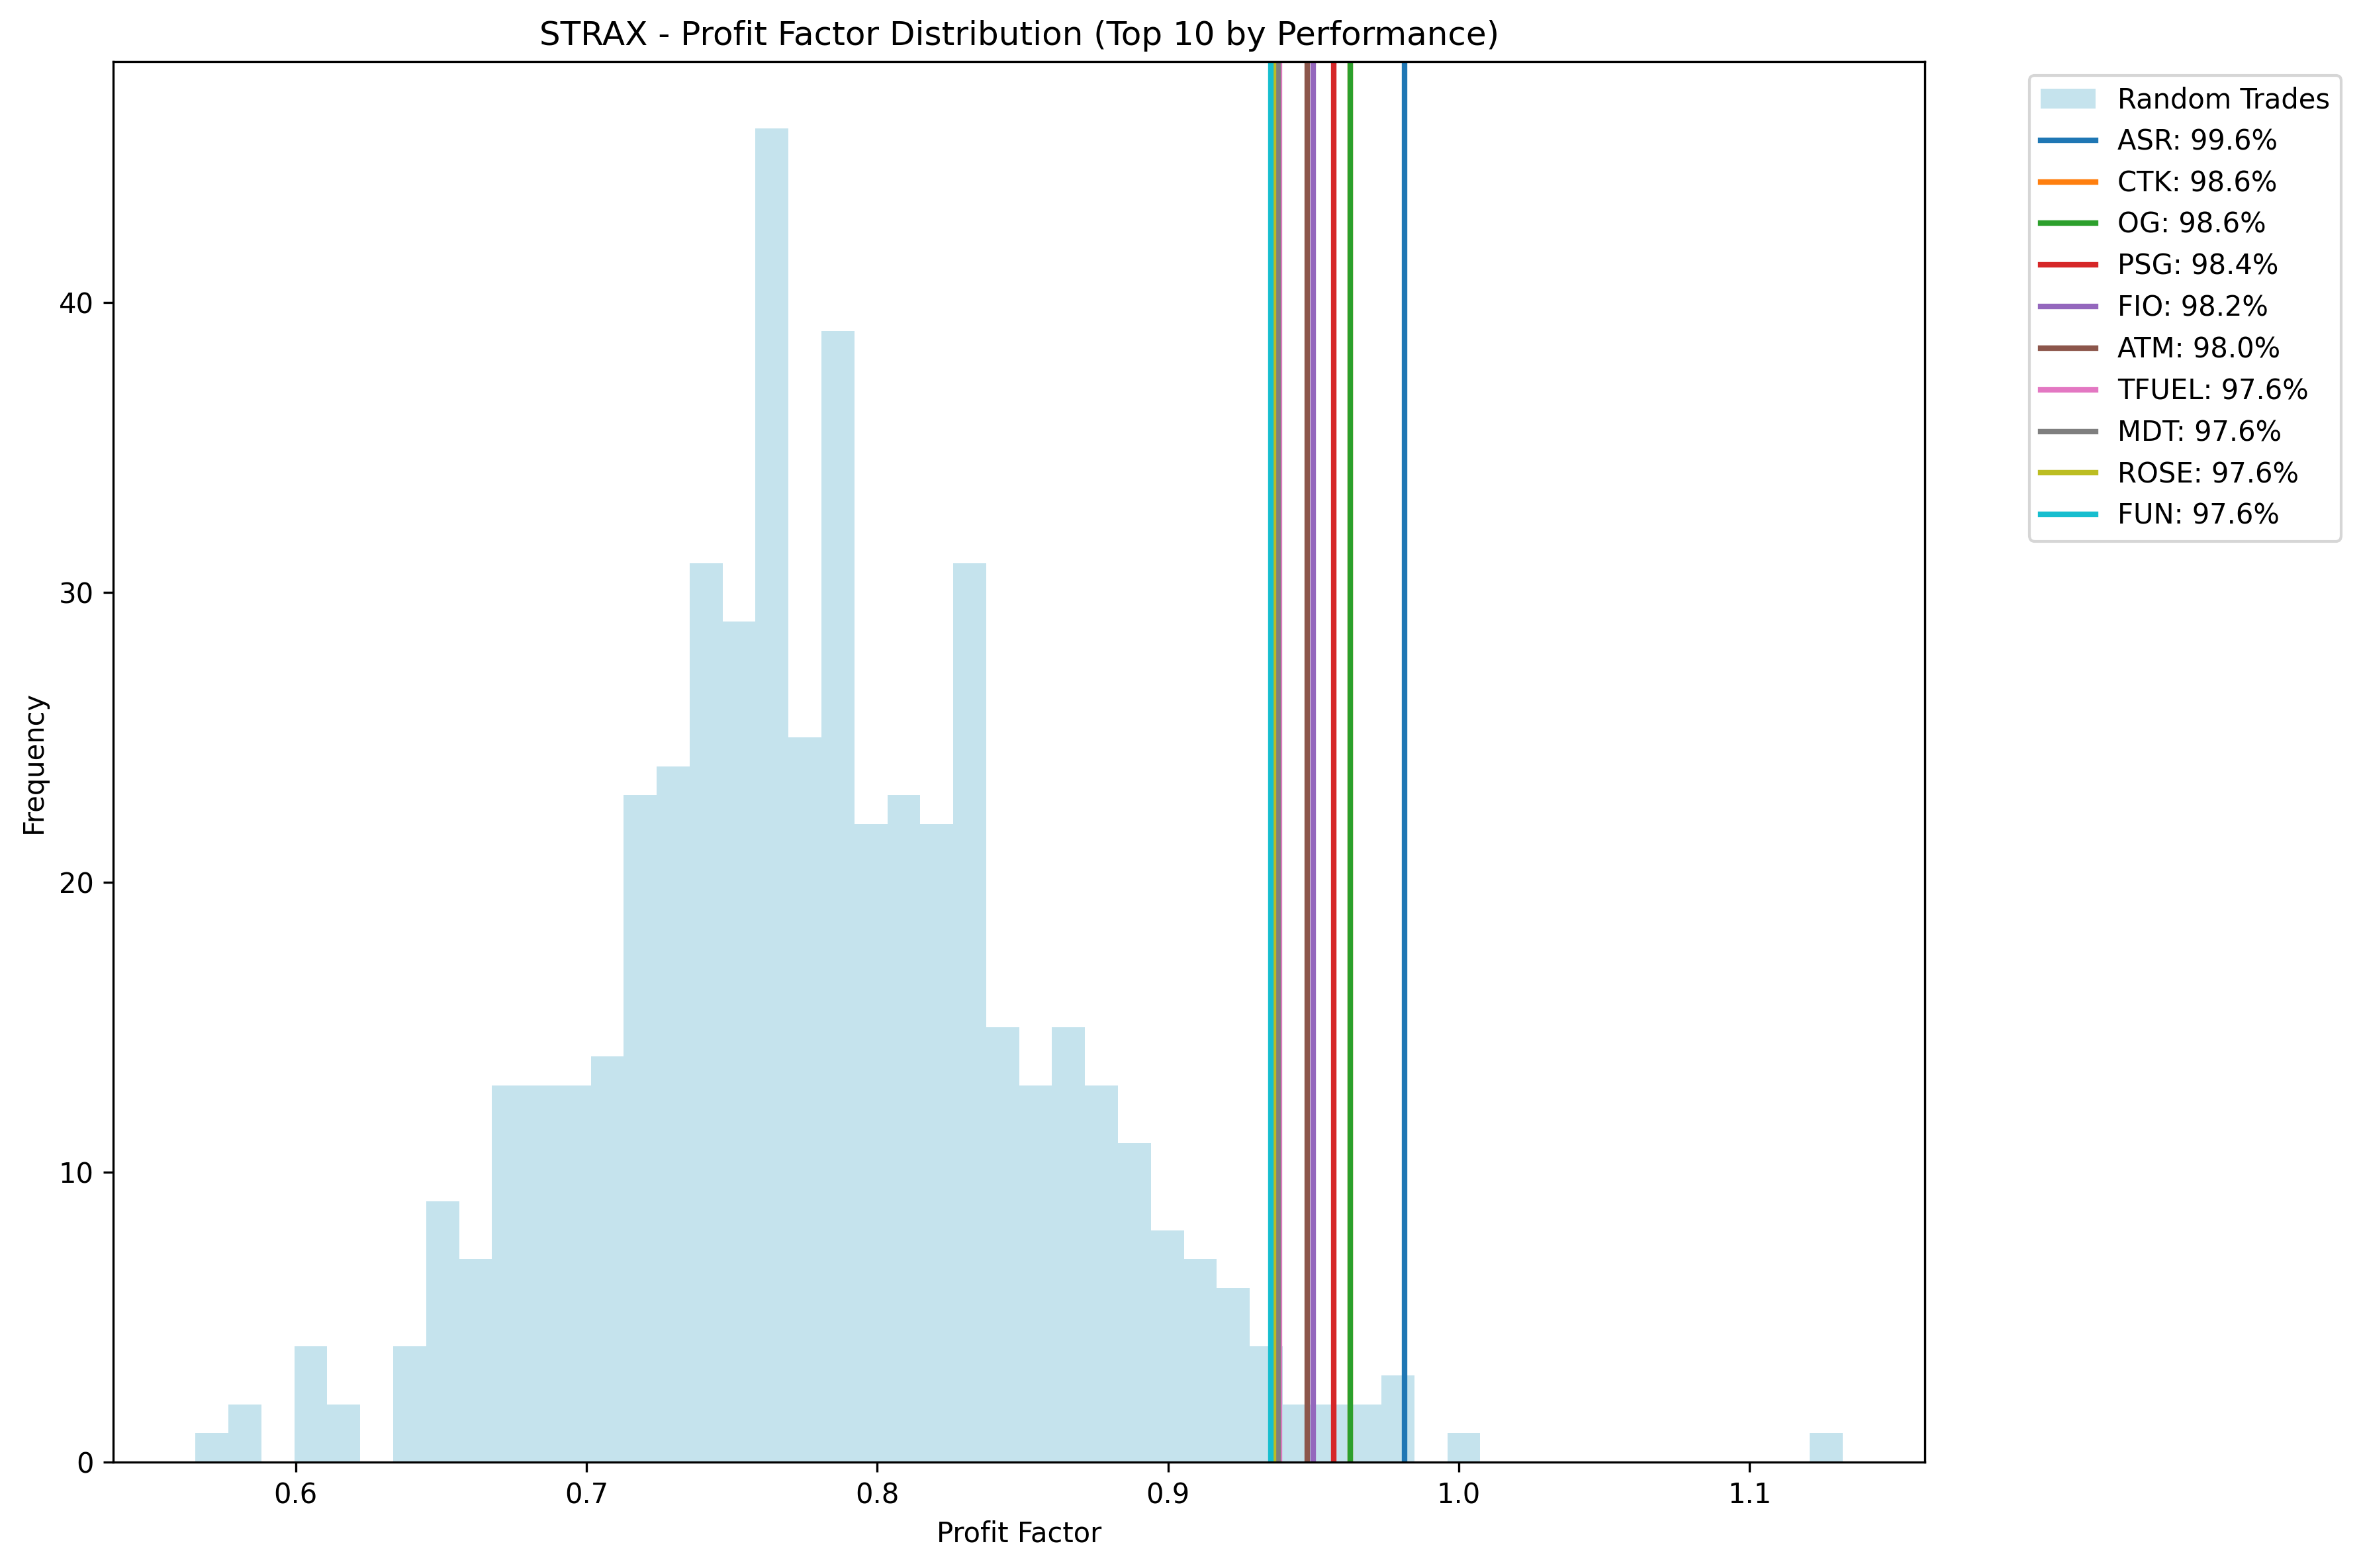 STRAX - Profit Factor Distribution (Top 10 by Performance)
Random Trades
ASR: 99.6%
CTK: 98.6%
OG: 98.6%
PSG: 98.4%
FIO: 98.2%
ATM: 98.0%
TFUEL: 97.6%
MDT: 97.6%
ROSE: 97.6%
FUN: 97.6%
Frequency
40
30
20
10
0
0.6
0.7
0.8
0.9
1.0
1.1
Profit Factor